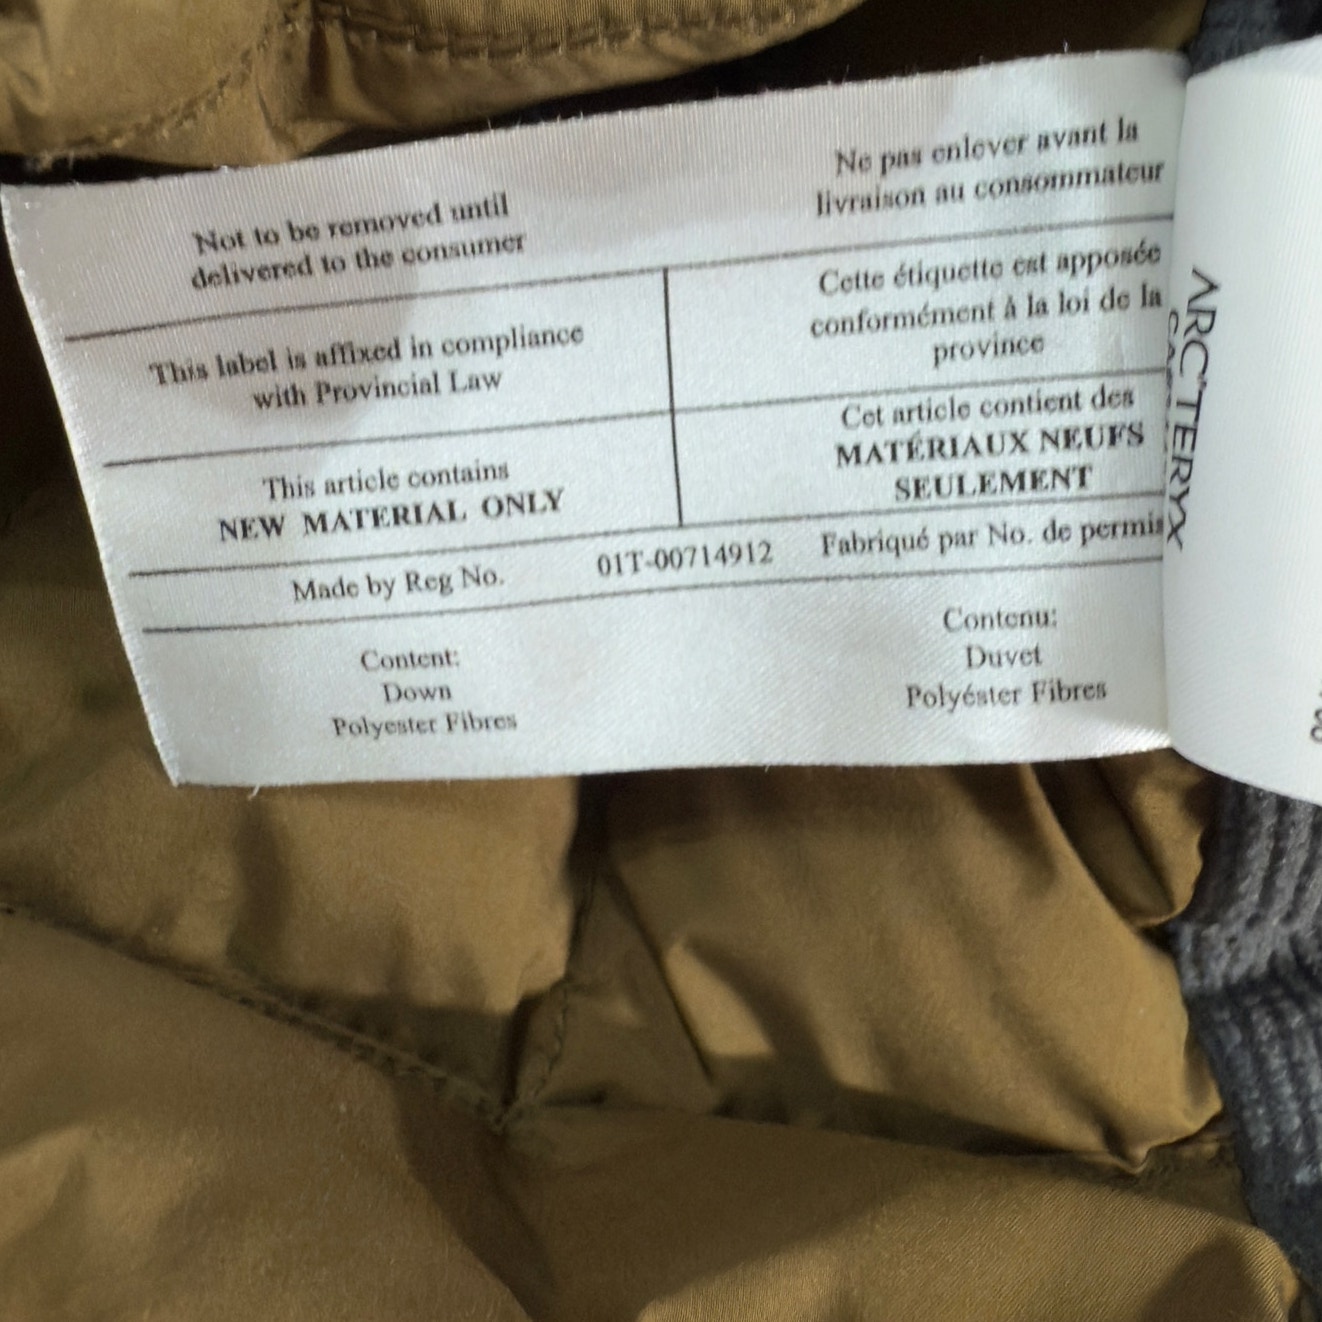 Not to be removed until
delivered to the consumer
Ne pas enlever avant la
livraison au consommateur
This label is affixed in compliance
with Provincial Law
Cette étiquette est apposée
conformément à la loi de la
province
This article contains
NEW MATERIAL ONLY
Cet article contient des
MATÉRIAUX NEUFS
SEULEMENT
Made by Reg No.
01T-00714912
Fabriqué par No. de permis
Content:
Down
Polyester Fibres
Contenu:
Duvet
Polyéster Fibres
ARC'TERYX